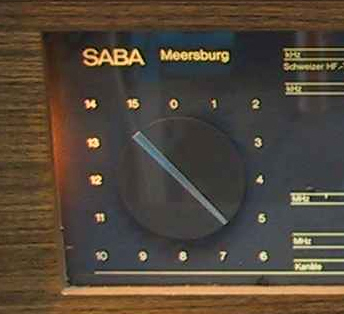 SABA Meersburg
kHz
Schweizer HF.-
kHz
14 15 0 1 2
13 3
12 4
11 5
10 9 8 7 6
MHz
MHz
Kanäle